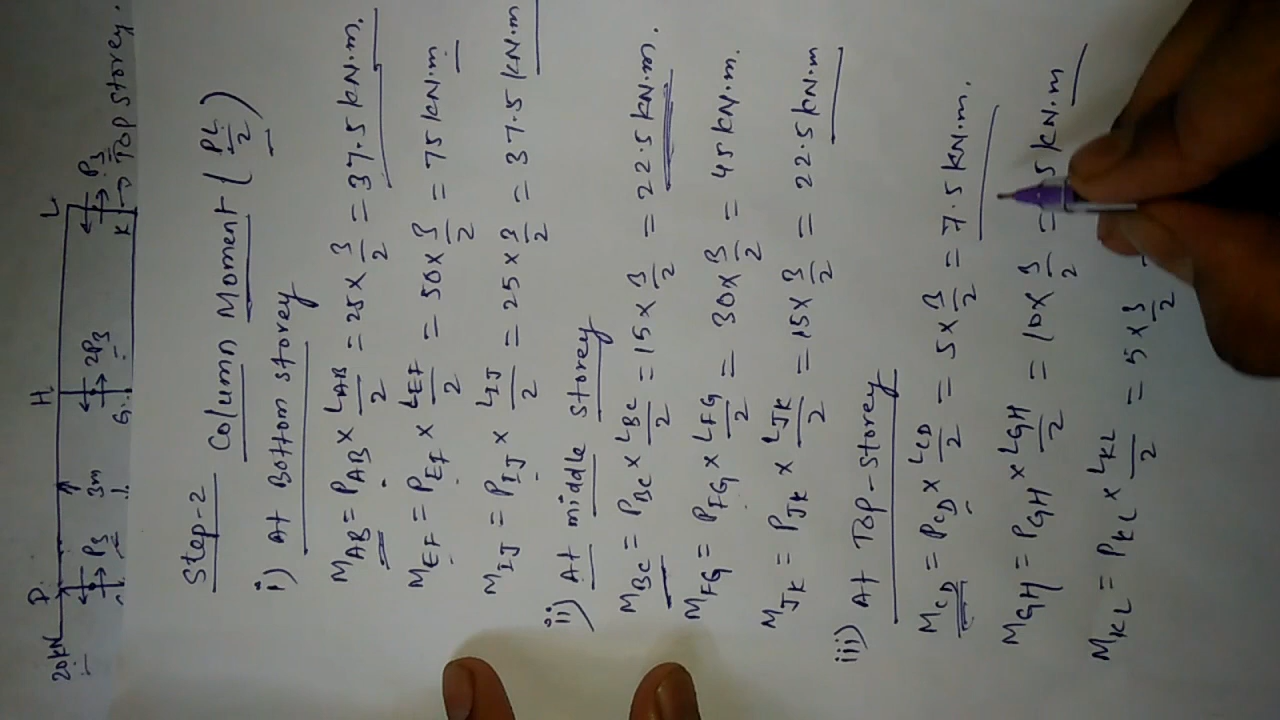 20kN D H L
P3 3m 2P3 P3
G K → Top storey.
Step-2 Column Moment (PL/2)
i) At Bottom storey
MAB = PAB × LAB/2 = 25 × 3/2 = 37.5 kN.m.
MEF = PEF × LEF/2 = 50 × 3/2 = 75 kN.m
MIJ = PIJ × LIJ/2 = 25 × 3/2 = 37.5 kN.m
ii) At middle storey
MBC = PBC × LBC/2 = 15 × 3/2 = 22.5 kN.m.
MFG = PFG × LFG/2 = 30 × 3/2 = 45 kN.m.
MJK = PJK × LJK/2 = 15 × 3/2 = 22.5 kN.m
iii) At Top-storey
MCD = PCD × LCD/2 = 5 × 3/2 = 7.5 kN.m.
MGH = PGH × LGH/2 = 10 × 3/2 = 5 kN.m
MKL = PKL × LKL/2 = 5 × 3/2